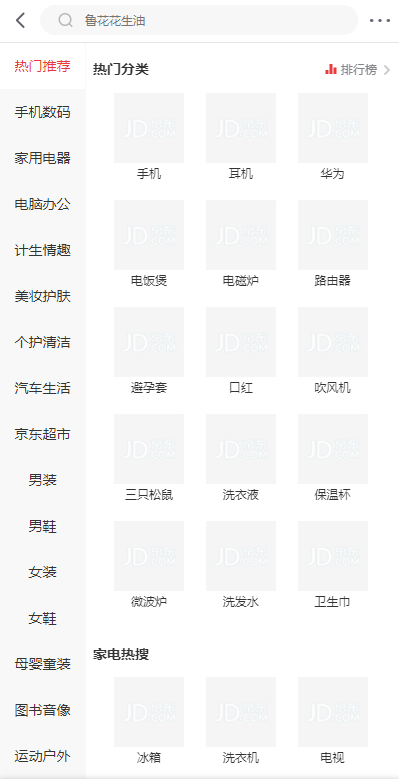 鲁花花生油
热门推荐
手机数码
家用电器
电脑办公
计生情趣
美妆护肤
个护清洁
汽车生活
京东超市
男装
男鞋
女装
女鞋
母婴童装
图书音像
运动户外
热门分类 排行榜
JD 京东 .COM JD 京东 .COM JD 京东 .COM
手机 耳机 华为
JD 京东 .COM JD 京东 .COM JD 京东 .COM
电饭煲 电磁炉 路由器
JD 京东 .COM JD 京东 .COM JD 京东 .COM
避孕套 口红 吹风机
JD 京东 .COM JD 京东 .COM JD 京东 .COM
三只松鼠 洗衣液 保温杯
JD 京东 .COM JD 京东 .COM JD 京东 .COM
微波炉 洗发水 卫生巾
家电热搜
JD 京东 .COM JD 京东 .COM JD 京东 .COM
冰箱 洗衣机 电视